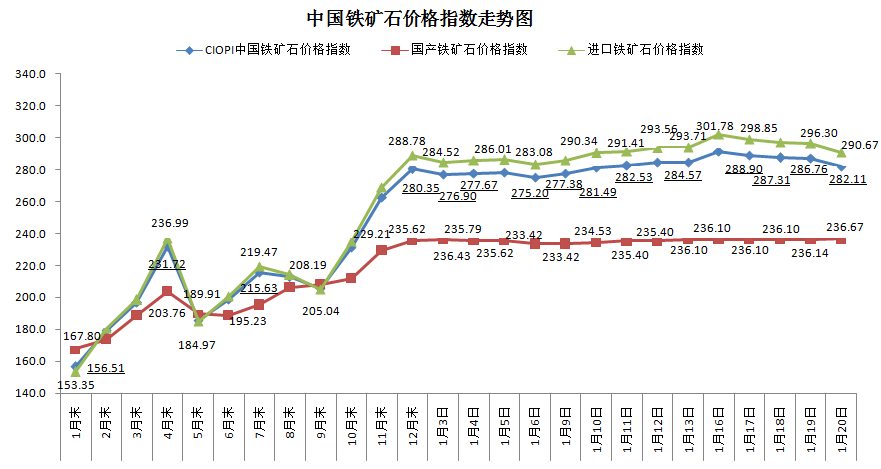 中国铁矿石价格指数走势图
CIOPI中国铁矿石价格指数 国产铁矿石价格指数 进口铁矿石价格指数
340.0
320.0
300.0
280.0
260.0
240.0
220.0
200.0
180.0
160.0
140.0
167.80
153.35
156.51
236.99
231.72
203.76
189.91
184.97
195.23
219.47
215.63
208.19
205.04
229.21
288.78
280.35
235.62
284.52
276.90
236.43
286.01
277.67
235.79
235.62
283.08
275.20
233.42
277.38
233.42
290.34
281.49
234.53
291.41
282.53
235.40
293.56
284.57
235.40
293.71
236.10
301.78
288.90
236.10
236.10
298.85
287.31
236.10
296.30
286.76
236.14
290.67
282.11
236.67
1月末
2月末
3月末
4月末
5月末
6月末
7月末
8月末
9月末
10月末
11月末
12月末
1月3日
1月4日
1月5日
1月6日
1月9日
1月10日
1月11日
1月12日
1月13日
1月16日
1月17日
1月18日
1月19日
1月20日